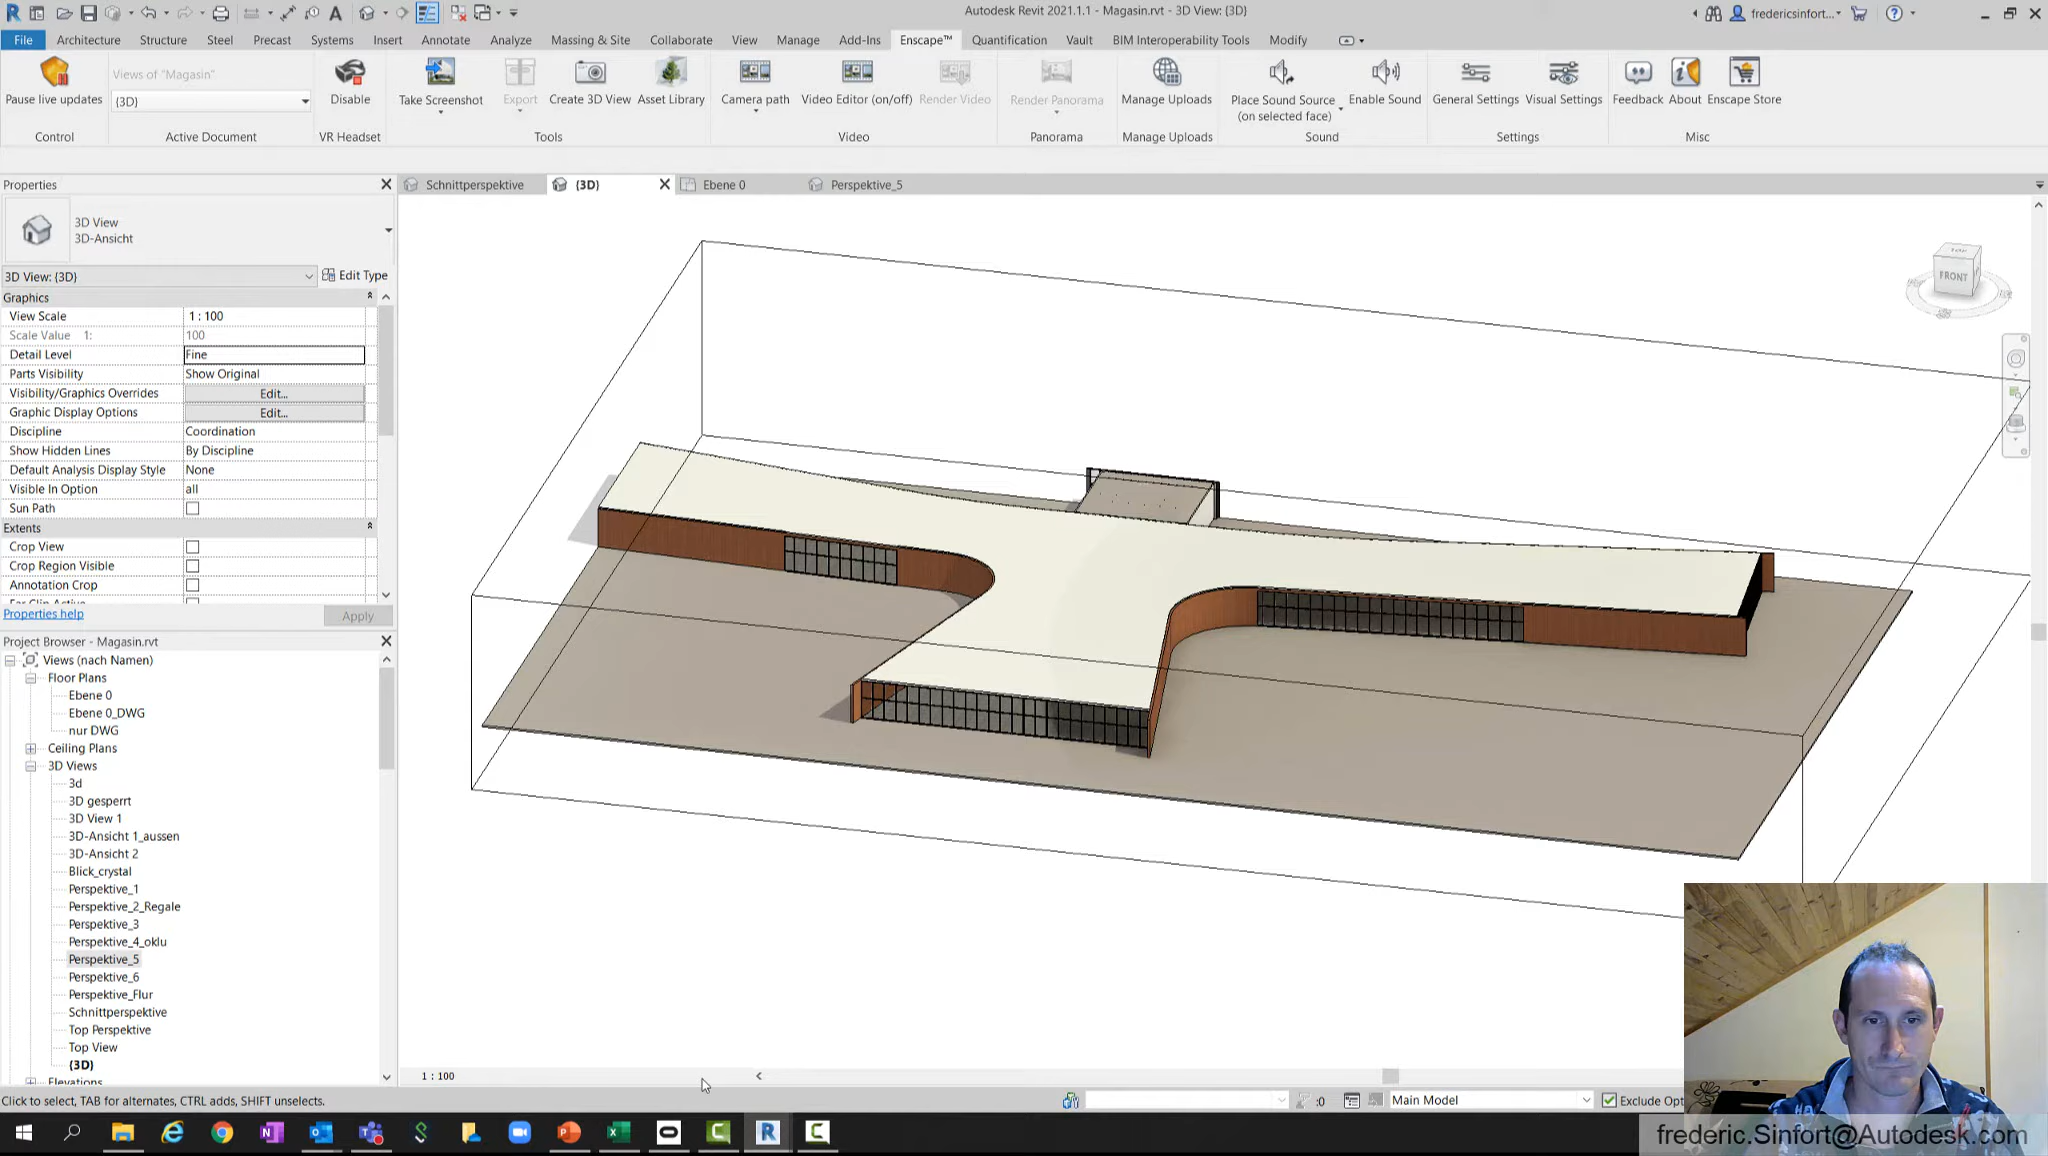 Autodesk Revit 2021.1.1 - Magasin.rvt - 3D View: {3D}
fredericsinfort...
File Architecture Structure Steel Precast Systems Insert Annotate Analyze Massing & Site Collaborate View Manage Add-Ins Enscape™ Quantification Vault BIM Interoperability Tools Modify
Pause live updates
Control
Views of "Magasin"
{3D}
Active Document
Disable
VR Headset
Take Screenshot Export Create 3D View Asset Library
Tools
Camera path Video Editor (on/off) Render Video
Video
Render Panorama
Panorama
Manage Uploads
Manage Uploads
Place Sound Source
(on selected face)
Enable Sound
Sound
General Settings Visual Settings
Settings
Feedback About Enscape Store
Misc
Properties
Schnittperspektive {3D} Ebene 0 Perspektive_5
3D View
3D-Ansicht
3D View: {3D} Edit Type
Graphics
View Scale 1 : 100
Scale Value 1: 100
Detail Level Fine
Parts Visibility Show Original
Visibility/Graphics Overrides Edit...
Graphic Display Options Edit...
Discipline Coordination
Show Hidden Lines By Discipline
Default Analysis Display Style None
Visible In Option all
Sun Path
Extents
Crop View
Crop Region Visible
Annotation Crop
Far Clip Active
Properties help Apply
Project Browser - Magasin.rvt
Views (nach Namen)
Floor Plans
Ebene 0
Ebene 0_DWG
nur DWG
Ceiling Plans
3D Views
3d
3D gesperrt
3D View 1
3D-Ansicht 1_aussen
3D-Ansicht 2
Blick_crystal
Perspektive_1
Perspektive_2_Regale
Perspektive_3
Perspektive_4_oklu
Perspektive_5
Perspektive_6
Perspektive_Flur
Schnittperspektive
Top Perspektive
Top View
{3D}
Elevations
FRONT
1 : 100
Click to select, TAB for alternates, CTRL adds, SHIFT unselects.
:0
Main Model
Exclude Opt
frederic.Sinfort@Autodesk.com